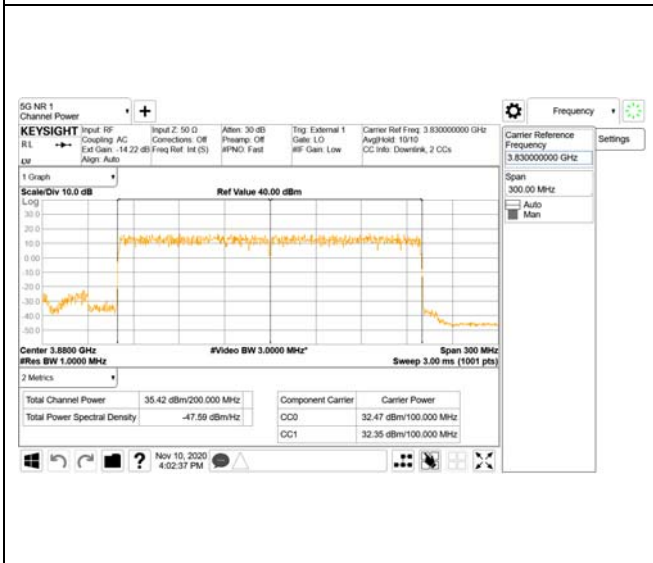 5G NR 1
Channel Power
+
Frequency
KEYSIGHT
RL
Input: RF
Coupling: AC
Ext Gain: -14.22 dB
Align: Auto
Input Z: 50 Ω
Corrections: Off
Freq Ref: Int (S)
Atten: 30 dB
Preamp: Off
#PNO: Fast
Trig: External 1
Gate: LO
#IF Gain: Low
Carrier Ref Freq: 3.830000000 GHz
Avg|Hold: 10/10
CC Info: Downlink, 2 CCs
Carrier Reference
Frequency
3.830000000 GHz
Settings
Span
300.00 MHz
Auto
Man
1 Graph
Scale/Div 10.0 dB
Ref Value 40.00 dBm
Log
30.0
20.0
10.0
0.00
-10.0
-20.0
-30.0
-40.0
-50.0
Center 3.8800 GHz
#Video BW 3.0000 MHz*
Span 300 MHz
#Res BW 1.0000 MHz
Sweep 3.00 ms (1001 pts)
2 Metrics
Total Channel Power 35.42 dBm/200.000 MHz
Total Power Spectral Density -47.59 dBm/Hz
Component Carrier Carrier Power
CC0 32.47 dBm/100.000 MHz
CC1 32.35 dBm/100.000 MHz
?
Nov 10, 2020
4:02:37 PM